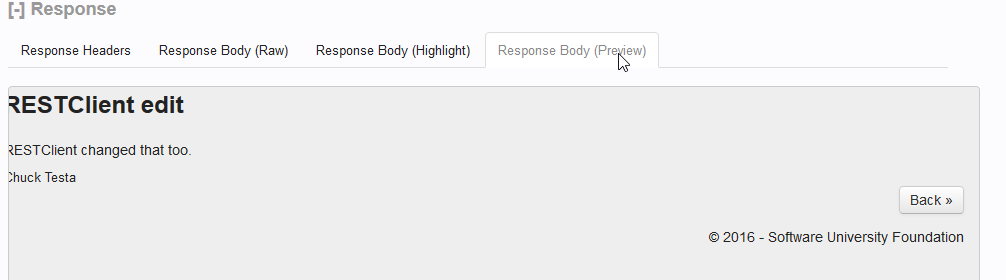 [-] Response
Response Headers Response Body (Raw) Response Body (Highlight) Response Body (Preview)
RESTClient edit
RESTClient changed that too.
Chuck Testa
Back »
© 2016 - Software University Foundation